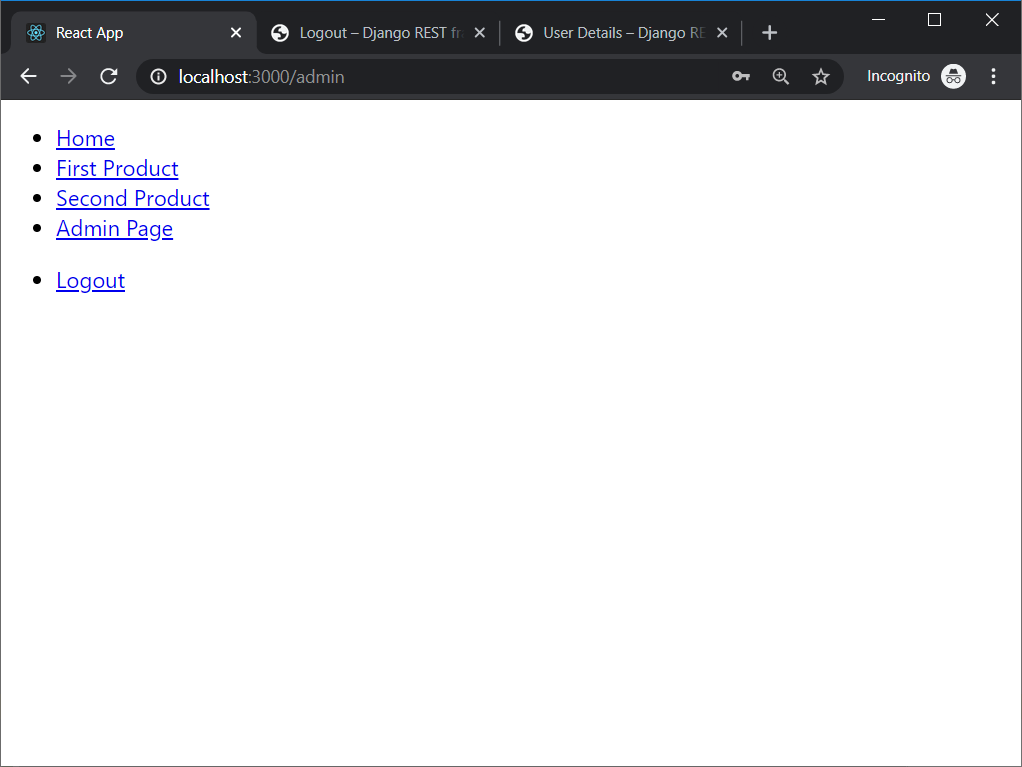 React App
Logout – Django REST fr
User Details – Django RE
localhost:3000/admin
Incognito
Home
First Product
Second Product
Admin Page
Logout